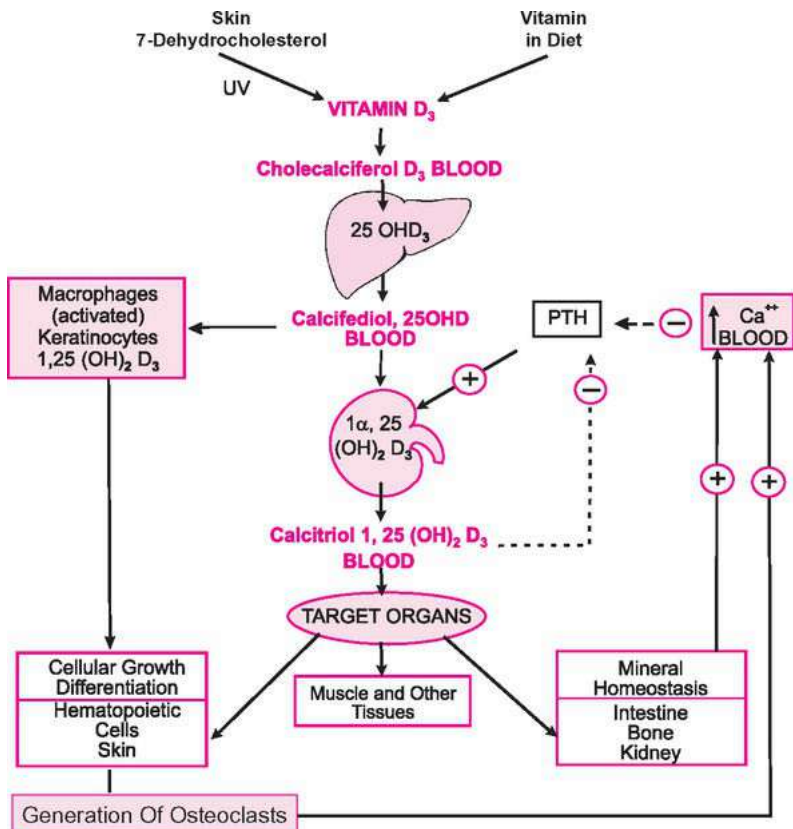 Skin
7-Dehydrocholesterol
Vitamin
in Diet
UV
VITAMIN D₃
Cholecalciferol D₃ BLOOD
25 OHD₃
Macrophages
(activated)
Keratinocytes
1,25 (OH)₂ D₃
Calcifediol, 25OHD
BLOOD
PTH
−
↑ Ca⁺⁺
BLOOD
+
−
1α, 25
(OH)₂ D₃
+
+
Calcitriol 1, 25 (OH)₂ D₃
BLOOD
TARGET ORGANS
Cellular Growth
Differentiation
Hematopoietic
Cells
Skin
Muscle and Other
Tissues
Mineral
Homeostasis
Intestine
Bone
Kidney
Generation Of Osteoclasts